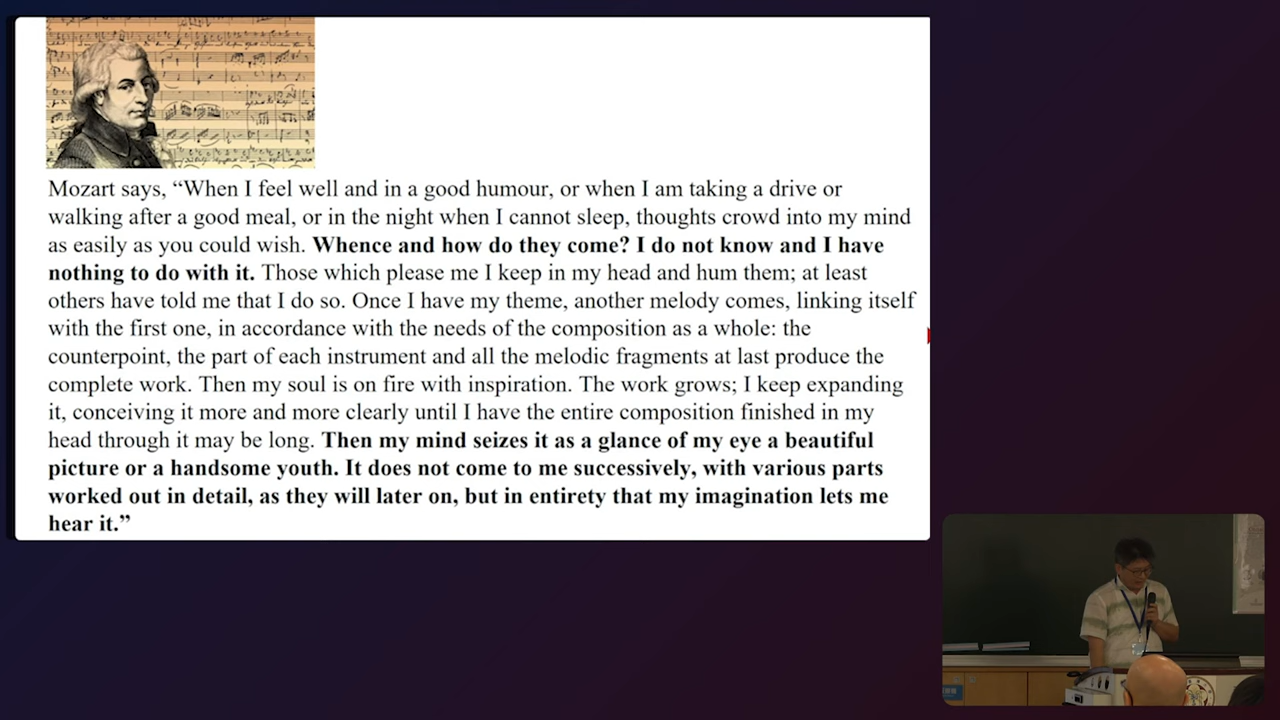 Mozart says, “When I feel well and in a good humour, or when I am taking a drive or
walking after a good meal, or in the night when I cannot sleep, thoughts crowd into my mind
as easily as you could wish. Whence and how do they come? I do not know and I have
nothing to do with it. Those which please me I keep in my head and hum them; at least
others have told me that I do so. Once I have my theme, another melody comes, linking itself
with the first one, in accordance with the needs of the composition as a whole: the
counterpoint, the part of each instrument and all the melodic fragments at last produce the
complete work. Then my soul is on fire with inspiration. The work grows; I keep expanding
it, conceiving it more and more clearly until I have the entire composition finished in my
head through it may be long. Then my mind seizes it as a glance of my eye a beautiful
picture or a handsome youth. It does not come to me successively, with various parts
worked out in detail, as they will later on, but in entirety that my imagination lets me
hear it.”